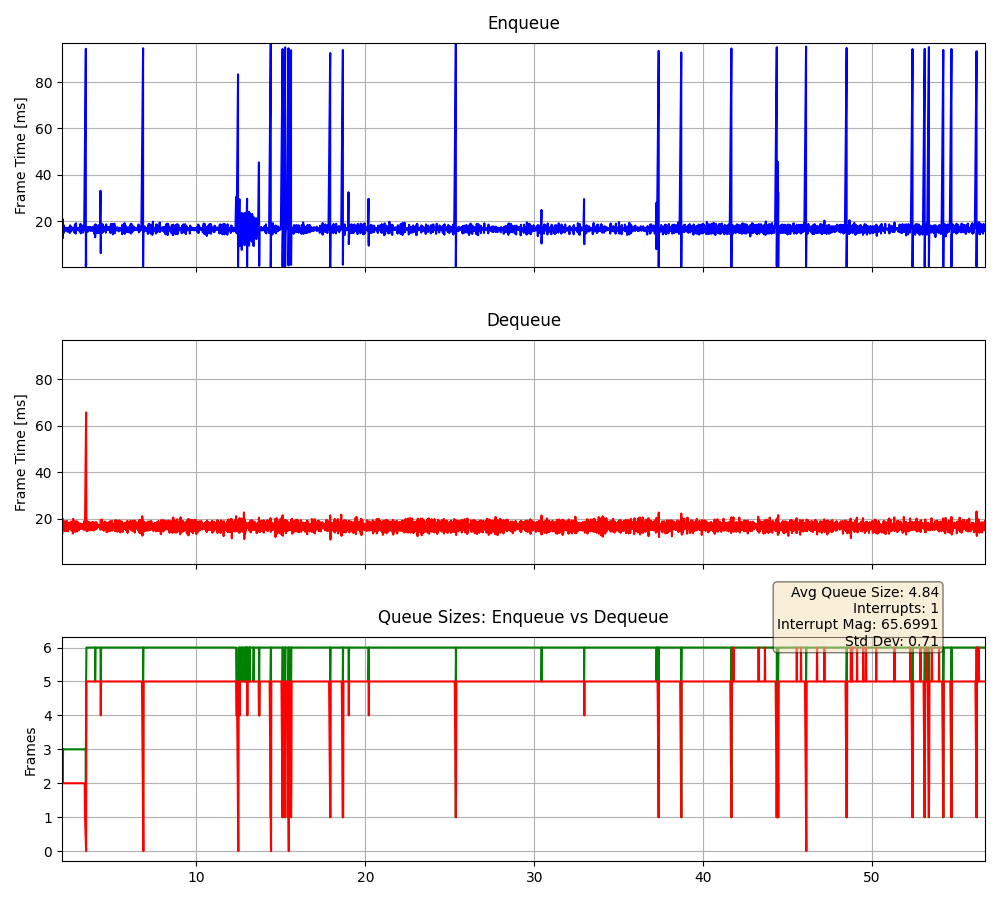 Enqueue
Frame Time [ms]
80
60
40
20
Dequeue
Frame Time [ms]
80
60
40
20
Queue Sizes: Enqueue vs Dequeue
Avg Queue Size: 4.84
Interrupts: 1
Interrupt Mag: 65.6991
Std Dev: 0.71
Frames
6
5
4
3
2
1
0
10 20 30 40 50